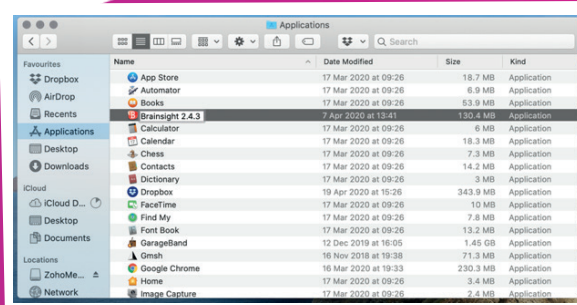 Applications
Search
Favourites
Dropbox
AirDrop
Recents
Applications
Desktop
Downloads
iCloud
iCloud D...
Desktop
Documents
Locations
ZohoMe...
Network
Name Date Modified Size Kind
App Store 17 Mar 2020 at 09:26 18.7 MB Application
Automator 17 Mar 2020 at 09:26 6.9 MB Application
Books 17 Mar 2020 at 09:26 53.9 MB Application
Brainsight 2.4.3 7 Apr 2020 at 13:41 130.4 MB Application
Calculator 17 Mar 2020 at 09:26 6 MB Application
Calendar 17 Mar 2020 at 09:26 18.3 MB Application
Chess 17 Mar 2020 at 09:26 7.3 MB Application
Contacts 17 Mar 2020 at 09:26 14.2 MB Application
Dictionary 17 Mar 2020 at 09:26 3 MB Application
Dropbox 19 Apr 2020 at 15:26 343.9 MB Application
FaceTime 17 Mar 2020 at 09:26 10 MB Application
Find My 17 Mar 2020 at 09:26 7.8 MB Application
Font Book 17 Mar 2020 at 09:26 13.2 MB Application
GarageBand 12 Dec 2019 at 16:05 1.45 GB Application
Gmsh 16 Nov 2018 at 19:38 71.3 MB Application
Google Chrome 16 Mar 2020 at 19:33 230.3 MB Application
Home 17 Mar 2020 at 09:26 3.4 MB Application
Image Capture 17 Mar 2020 at 09:26 2.4 MB Application